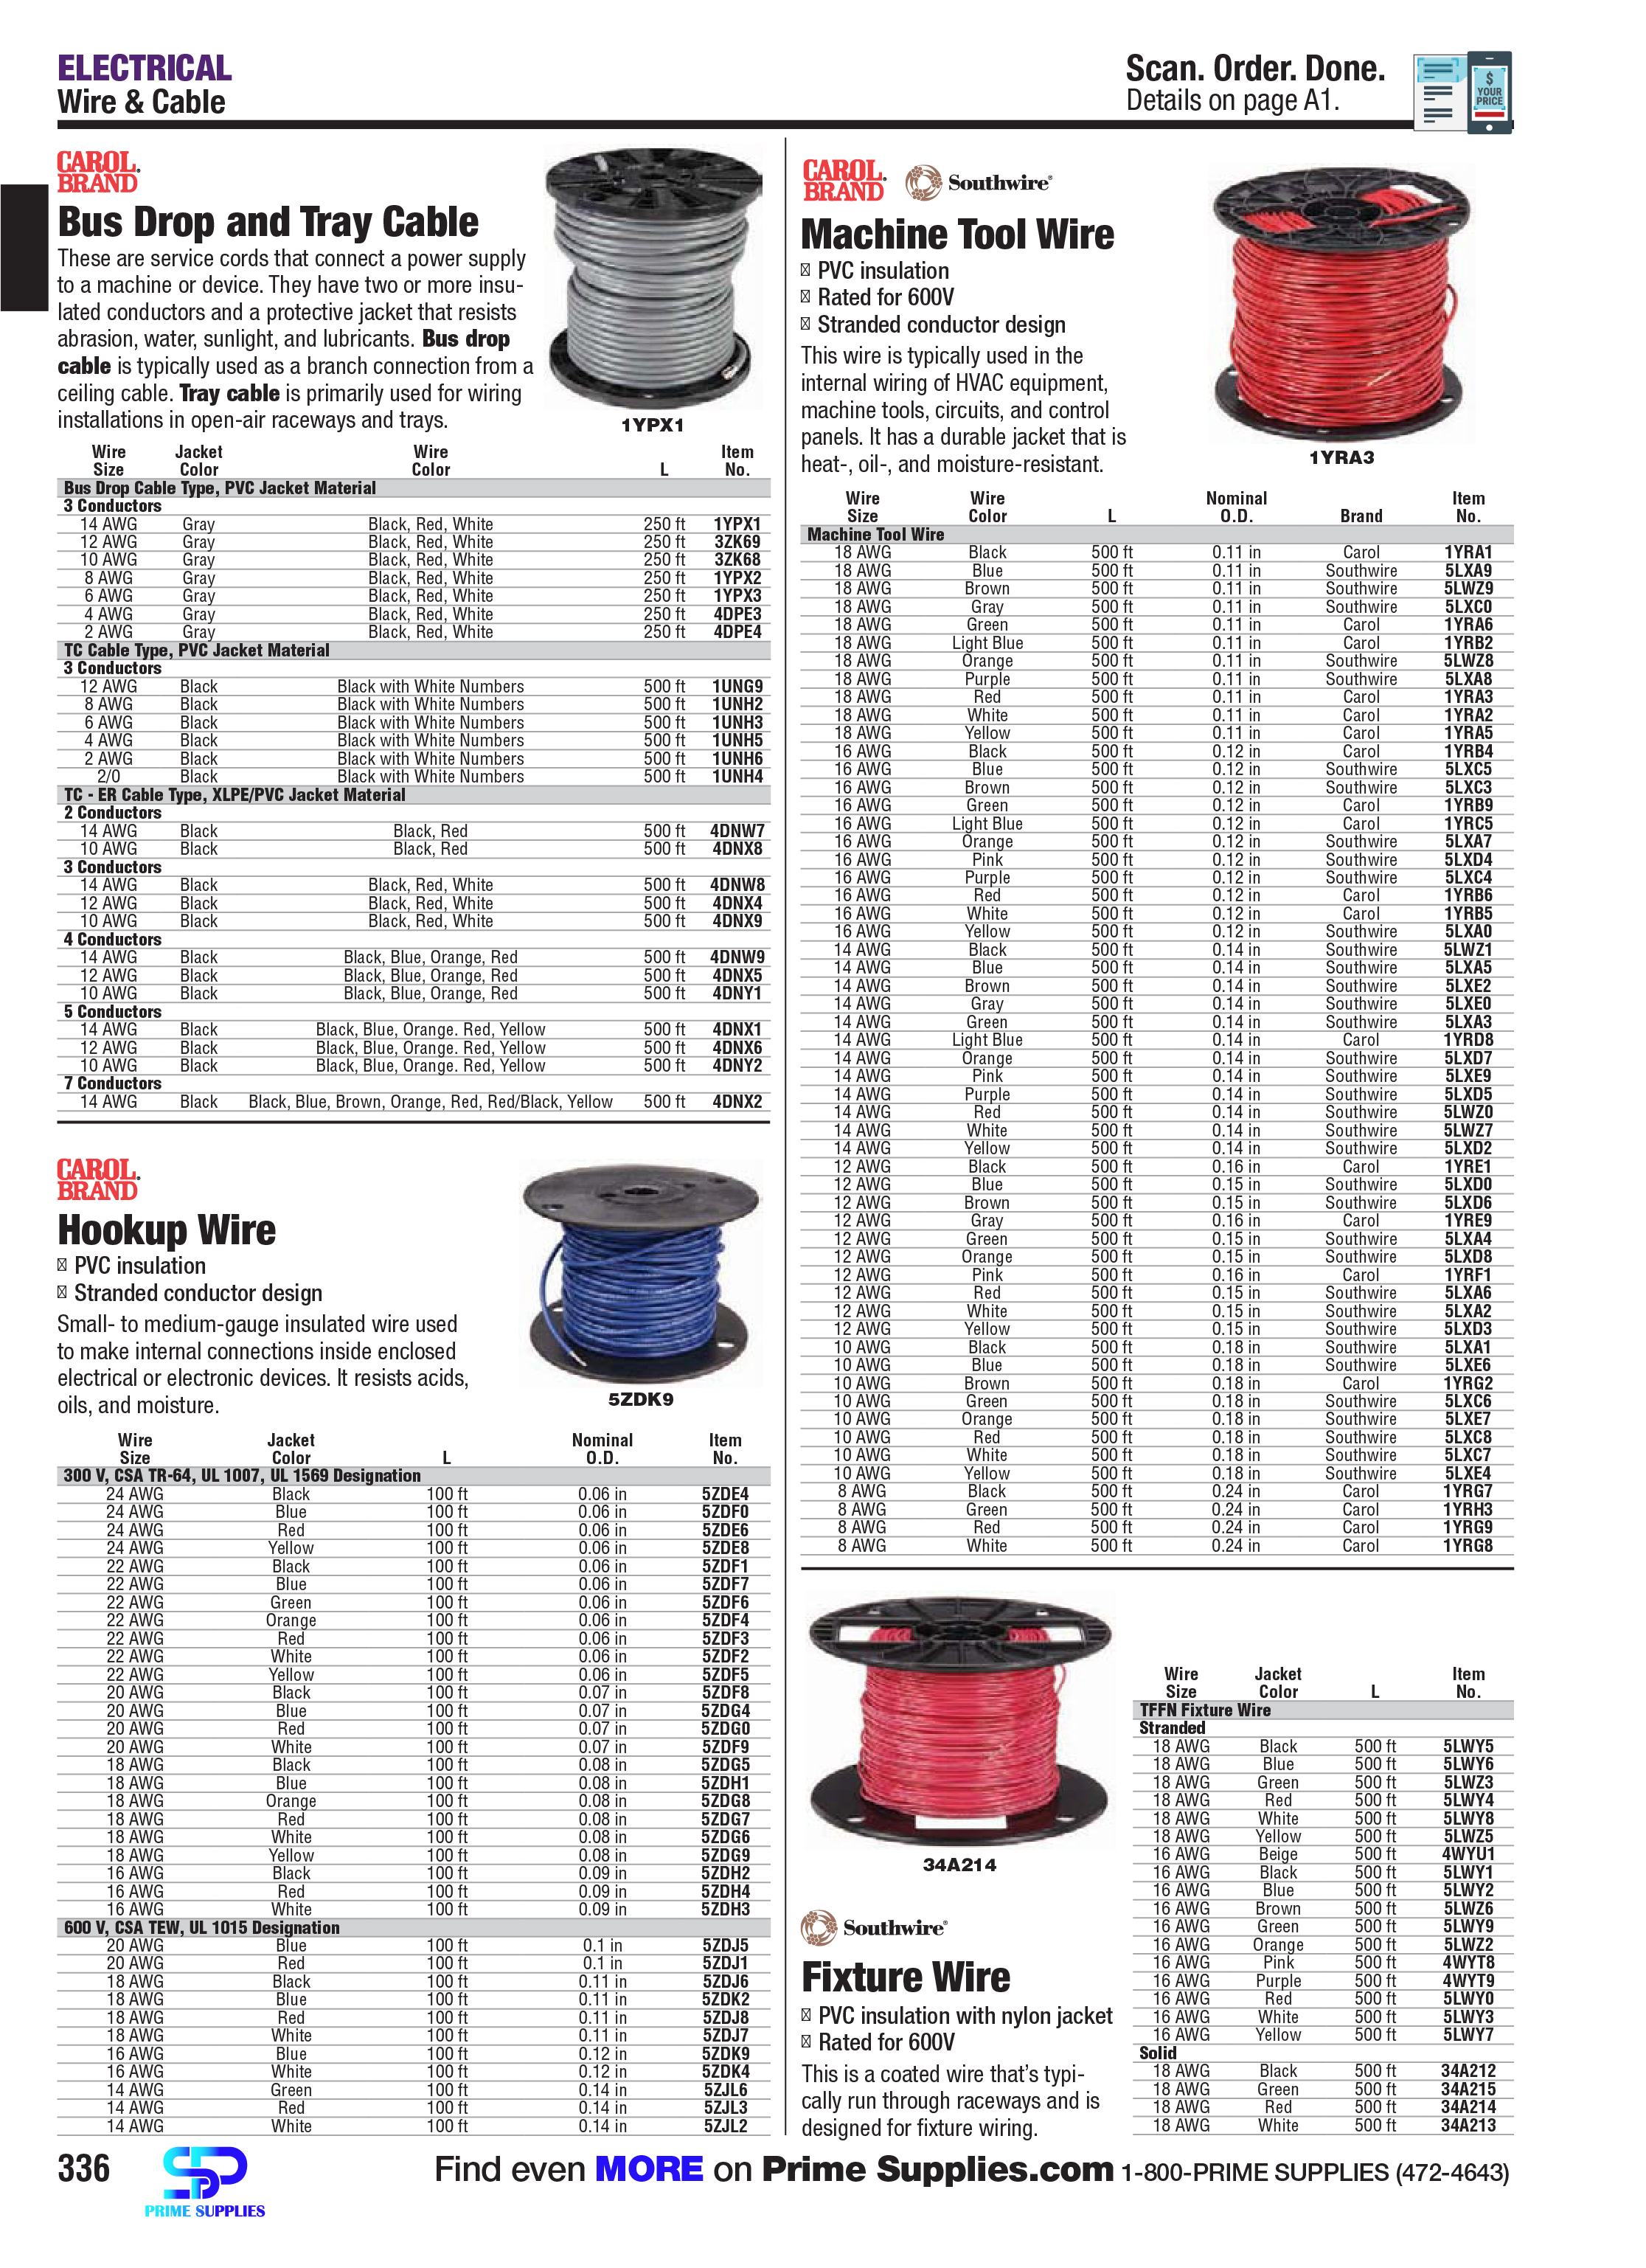 ELECTRICAL
Wire & Cable
Scan. Order. Done.
Details on page A1.
$
YOUR
PRICE
CAROL
BRAND
Bus Drop and Tray Cable
These are service cords that connect a power supply
to a machine or device. They have two or more insu-
lated conductors and a protective jacket that resists
abrasion, water, sunlight, and lubricants. Bus drop
cable is typically used as a branch connection from a
ceiling cable. Tray cable is primarily used for wiring
installations in open-air raceways and trays.
1YPX1
Wire Jacket Wire Item
Size Color Color L No.
Bus Drop Cable Type, PVC Jacket Material
3 Conductors
14 AWG Gray Black, Red, White 250 ft 1YPX1
12 AWG Gray Black, Red, White 250 ft 3ZK69
10 AWG Gray Black, Red, White 250 ft 3ZK68
8 AWG Gray Black, Red, White 250 ft 1YPX2
6 AWG Gray Black, Red, White 250 ft 1YPX3
4 AWG Gray Black, Red, White 250 ft 4DPE3
2 AWG Gray Black, Red, White 250 ft 4DPE4
TC Cable Type, PVC Jacket Material
3 Conductors
12 AWG Black Black with White Numbers 500 ft 1UNG9
8 AWG Black Black with White Numbers 500 ft 1UNH2
6 AWG Black Black with White Numbers 500 ft 1UNH3
4 AWG Black Black with White Numbers 500 ft 1UNH5
2 AWG Black Black with White Numbers 500 ft 1UNH6
2/0 Black Black with White Numbers 500 ft 1UNH4
TC - ER Cable Type, XLPE/PVC Jacket Material
2 Conductors
14 AWG Black Black, Red 500 ft 4DNW7
10 AWG Black Black, Red 500 ft 4DNX8
3 Conductors
14 AWG Black Black, Red, White 500 ft 4DNW8
12 AWG Black Black, Red, White 500 ft 4DNX4
10 AWG Black Black, Red, White 500 ft 4DNX9
4 Conductors
14 AWG Black Black, Blue, Orange, Red 500 ft 4DNW9
12 AWG Black Black, Blue, Orange, Red 500 ft 4DNX5
10 AWG Black Black, Blue, Orange, Red 500 ft 4DNY1
5 Conductors
14 AWG Black Black, Blue, Orange. Red, Yellow 500 ft 4DNX1
12 AWG Black Black, Blue, Orange. Red, Yellow 500 ft 4DNX6
10 AWG Black Black, Blue, Orange. Red, Yellow 500 ft 4DNY2
7 Conductors
14 AWG Black Black, Blue, Brown, Orange, Red, Red/Black, Yellow 500 ft 4DNX2
CAROL
BRAND
Hookup Wire
PVC insulation
Stranded conductor design
Small- to medium-gauge insulated wire used
to make internal connections inside enclosed
electrical or electronic devices. It resists acids,
oils, and moisture.
5ZDK9
Wire Jacket Nominal Item
Size Color L O.D. No.
300 V, CSA TR-64, UL 1007, UL 1569 Designation
24 AWG Black 100 ft 0.06 in 5ZDE4
24 AWG Blue 100 ft 0.06 in 5ZDF0
24 AWG Red 100 ft 0.06 in 5ZDE6
24 AWG Yellow 100 ft 0.06 in 5ZDE8
22 AWG Black 100 ft 0.06 in 5ZDF1
22 AWG Blue 100 ft 0.06 in 5ZDF7
22 AWG Green 100 ft 0.06 in 5ZDF6
22 AWG Orange 100 ft 0.06 in 5ZDF4
22 AWG Red 100 ft 0.06 in 5ZDF3
22 AWG White 100 ft 0.06 in 5ZDF2
22 AWG Yellow 100 ft 0.06 in 5ZDF5
20 AWG Black 100 ft 0.07 in 5ZDF8
20 AWG Blue 100 ft 0.07 in 5ZDG4
20 AWG Red 100 ft 0.07 in 5ZDG0
20 AWG White 100 ft 0.07 in 5ZDF9
18 AWG Black 100 ft 0.08 in 5ZDG5
18 AWG Blue 100 ft 0.08 in 5ZDH1
18 AWG Orange 100 ft 0.08 in 5ZDG8
18 AWG Red 100 ft 0.08 in 5ZDG7
18 AWG White 100 ft 0.08 in 5ZDG6
18 AWG Yellow 100 ft 0.08 in 5ZDG9
16 AWG Black 100 ft 0.09 in 5ZDH2
16 AWG Red 100 ft 0.09 in 5ZDH4
16 AWG White 100 ft 0.09 in 5ZDH3
600 V, CSA TEW, UL 1015 Designation
20 AWG Blue 100 ft 0.1 in 5ZDJ5
20 AWG Red 100 ft 0.1 in 5ZDJ1
18 AWG Black 100 ft 0.11 in 5ZDJ6
18 AWG Blue 100 ft 0.11 in 5ZDK2
18 AWG Red 100 ft 0.11 in 5ZDJ8
18 AWG White 100 ft 0.11 in 5ZDJ7
16 AWG Blue 100 ft 0.12 in 5ZDK9
16 AWG White 100 ft 0.12 in 5ZDK4
14 AWG Green 100 ft 0.14 in 5ZJL6
14 AWG Red 100 ft 0.14 in 5ZJL3
14 AWG White 100 ft 0.14 in 5ZJL2
CAROL
BRAND
Southwire
Machine Tool Wire
PVC insulation
Rated for 600V
Stranded conductor design
This wire is typically used in the
internal wiring of HVAC equipment,
machine tools, circuits, and control
panels. It has a durable jacket that is
heat-, oil-, and moisture-resistant.
1YRA3
Wire Wire Nominal Item
Size Color L O.D. Brand No.
Machine Tool Wire
18 AWG Black 500 ft 0.11 in Carol 1YRA1
18 AWG Blue 500 ft 0.11 in Southwire 5LXA9
18 AWG Brown 500 ft 0.11 in Southwire 5LWZ9
18 AWG Gray 500 ft 0.11 in Southwire 5LXC0
18 AWG Green 500 ft 0.11 in Carol 1YRA6
18 AWG Light Blue 500 ft 0.11 in Carol 1YRB2
18 AWG Orange 500 ft 0.11 in Southwire 5LWZ8
18 AWG Purple 500 ft 0.11 in Southwire 5LXA8
18 AWG Red 500 ft 0.11 in Carol 1YRA3
18 AWG White 500 ft 0.11 in Carol 1YRA2
18 AWG Yellow 500 ft 0.11 in Carol 1YRA5
16 AWG Black 500 ft 0.12 in Carol 1YRB4
16 AWG Blue 500 ft 0.12 in Southwire 5LXC5
16 AWG Brown 500 ft 0.12 in Southwire 5LXC3
16 AWG Green 500 ft 0.12 in Carol 1YRB9
16 AWG Light Blue 500 ft 0.12 in Carol 1YRC5
16 AWG Orange 500 ft 0.12 in Southwire 5LXA7
16 AWG Pink 500 ft 0.12 in Southwire 5LXD4
16 AWG Purple 500 ft 0.12 in Southwire 5LXC4
16 AWG Red 500 ft 0.12 in Carol 1YRB6
16 AWG White 500 ft 0.12 in Carol 1YRB5
16 AWG Yellow 500 ft 0.12 in Southwire 5LXA0
14 AWG Black 500 ft 0.14 in Southwire 5LWZ1
14 AWG Blue 500 ft 0.14 in Southwire 5LXA5
14 AWG Brown 500 ft 0.14 in Southwire 5LXE2
14 AWG Gray 500 ft 0.14 in Southwire 5LXE0
14 AWG Green 500 ft 0.14 in Southwire 5LXA3
14 AWG Light Blue 500 ft 0.14 in Carol 1YRD8
14 AWG Orange 500 ft 0.14 in Southwire 5LXD7
14 AWG Pink 500 ft 0.14 in Southwire 5LXE9
14 AWG Purple 500 ft 0.14 in Southwire 5LXD5
14 AWG Red 500 ft 0.14 in Southwire 5LWZ0
14 AWG White 500 ft 0.14 in Southwire 5LWZ7
14 AWG Yellow 500 ft 0.14 in Southwire 5LXD2
12 AWG Black 500 ft 0.16 in Carol 1YRE1
12 AWG Blue 500 ft 0.15 in Southwire 5LXD0
12 AWG Brown 500 ft 0.15 in Southwire 5LXD6
12 AWG Gray 500 ft 0.16 in Carol 1YRE9
12 AWG Green 500 ft 0.15 in Southwire 5LXA4
12 AWG Orange 500 ft 0.15 in Southwire 5LXD8
12 AWG Pink 500 ft 0.16 in Carol 1YRF1
12 AWG Red 500 ft 0.15 in Southwire 5LXA6
12 AWG White 500 ft 0.15 in Southwire 5LXA2
12 AWG Yellow 500 ft 0.15 in Southwire 5LXD3
10 AWG Black 500 ft 0.18 in Southwire 5LXA1
10 AWG Blue 500 ft 0.18 in Southwire 5LXE6
10 AWG Brown 500 ft 0.18 in Carol 1YRG2
10 AWG Green 500 ft 0.18 in Southwire 5LXC6
10 AWG Orange 500 ft 0.18 in Southwire 5LXE7
10 AWG Red 500 ft 0.18 in Southwire 5LXC8
10 AWG White 500 ft 0.18 in Southwire 5LXC7
10 AWG Yellow 500 ft 0.18 in Southwire 5LXE4
8 AWG Black 500 ft 0.24 in Carol 1YRG7
8 AWG Green 500 ft 0.24 in Carol 1YRH3
8 AWG Red 500 ft 0.24 in Carol 1YRG9
8 AWG White 500 ft 0.24 in Carol 1YRG8
34A214
Southwire
Fixture Wire
PVC insulation with nylon jacket
Rated for 600V
This is a coated wire that's typi-
cally run through raceways and is
designed for fixture wiring.
Wire Jacket Item
Size Color L No.
TFFN Fixture Wire
Stranded
18 AWG Black 500 ft 5LWY5
18 AWG Blue 500 ft 5LWY6
18 AWG Green 500 ft 5LWZ3
18 AWG Red 500 ft 5LWY4
18 AWG White 500 ft 5LWY8
18 AWG Yellow 500 ft 5LWZ5
16 AWG Beige 500 ft 4WYU1
16 AWG Black 500 ft 5LWY1
16 AWG Blue 500 ft 5LWY2
16 AWG Brown 500 ft 5LWZ6
16 AWG Green 500 ft 5LWY9
16 AWG Orange 500 ft 5LWZ2
16 AWG Pink 500 ft 4WYT8
16 AWG Purple 500 ft 4WYT9
16 AWG Red 500 ft 5LWY0
16 AWG White 500 ft 5LWY3
16 AWG Yellow 500 ft 5LWY7
Solid
18 AWG Black 500 ft 34A212
18 AWG Green 500 ft 34A215
18 AWG Red 500 ft 34A214
18 AWG White 500 ft 34A213
336
PRIME SUPPLIES
Find even MORE on Prime Supplies.com 1-800-PRIME SUPPLIES (472-4643)